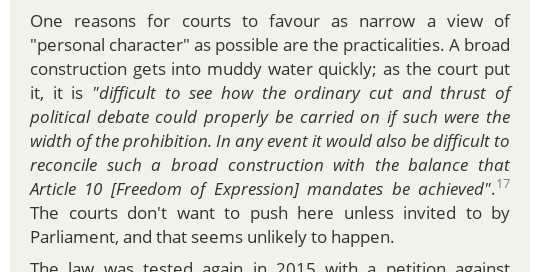 One reasons for courts to favour as narrow a view of
"personal character" as possible are the practicalities. A broad
construction gets into muddy water quickly; as the court put
it, it is "difficult to see how the ordinary cut and thrust of
political debate could properly be carried on if such were the
width of the prohibition. In any event it would also be difficult to
reconcile such a broad construction with the balance that
Article 10 [Freedom of Expression] mandates be achieved".17
The courts don't want to push here unless invited to by
Parliament, and that seems unlikely to happen.
The law was tested again in 2015 with a petition against